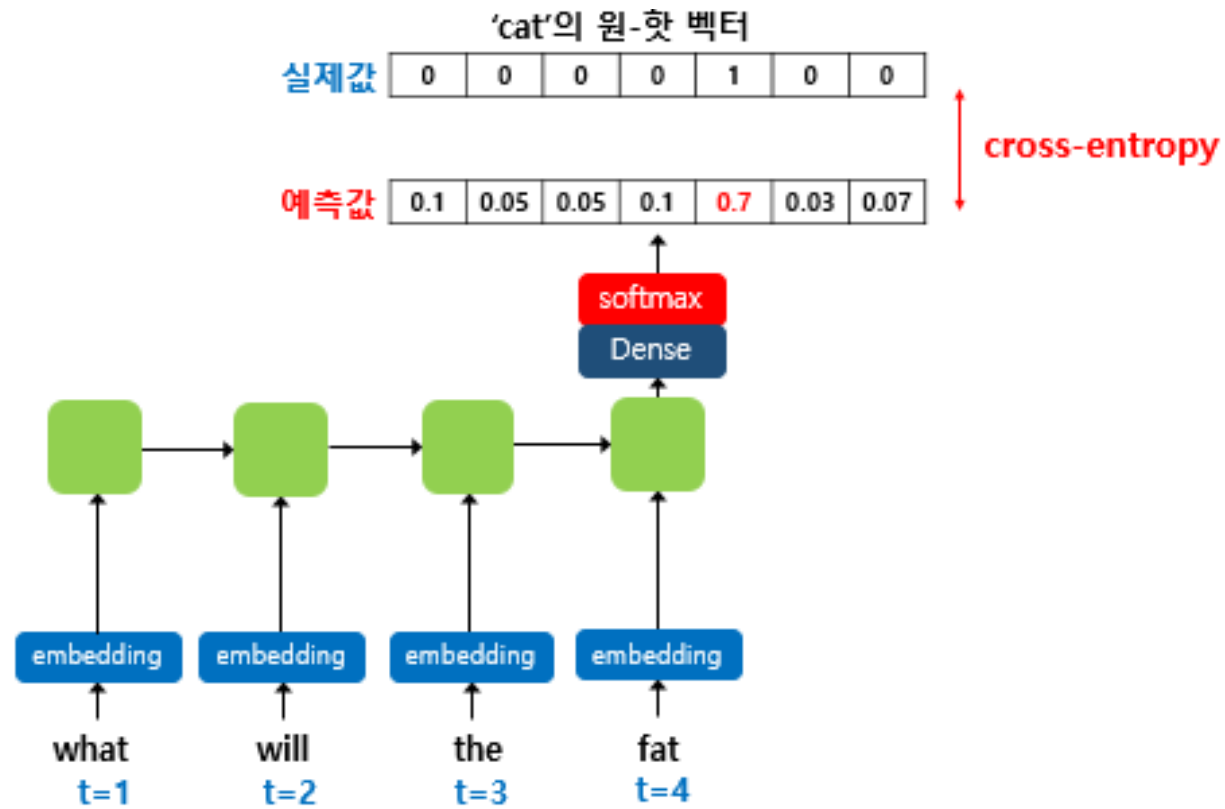 'cat'의 원-핫 벡터
실제값 0 0 0 0 1 0 0
cross-entropy
예측값 0.1 0.05 0.05 0.1 0.7 0.03 0.07
softmax
Dense
embedding embedding embedding embedding
what will the fat
t=1 t=2 t=3 t=4